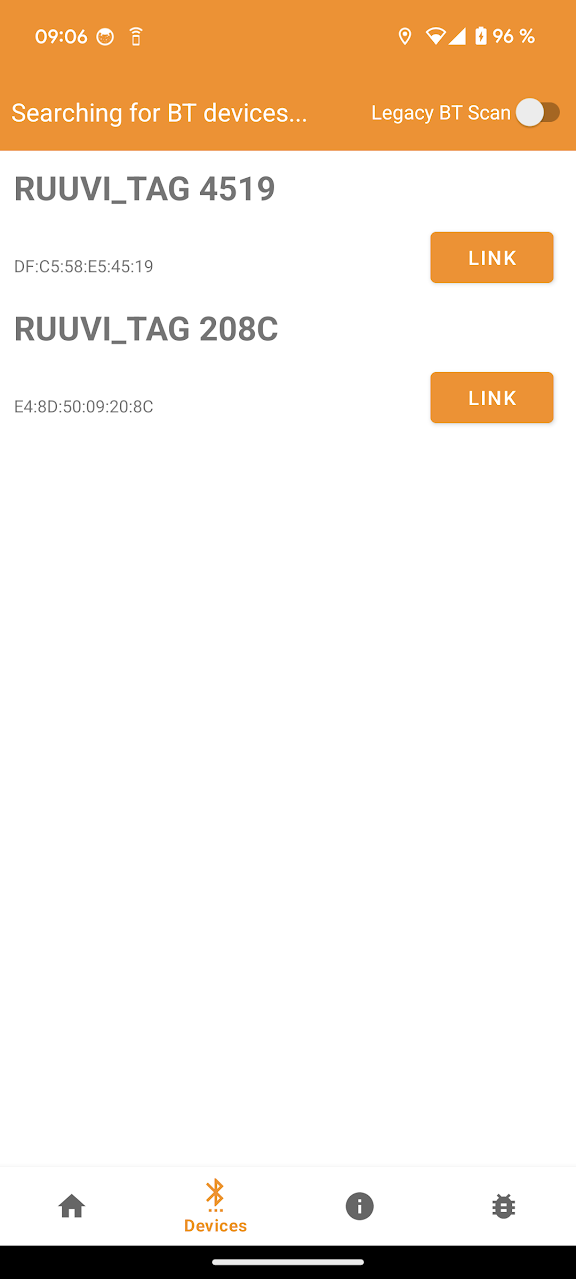 09:06 96 %
Searching for BT devices... Legacy BT Scan
RUUVI_TAG 4519
DF:C5:58:E5:45:19 LINK
RUUVI_TAG 208C
E4:8D:50:09:20:8C LINK
Devices